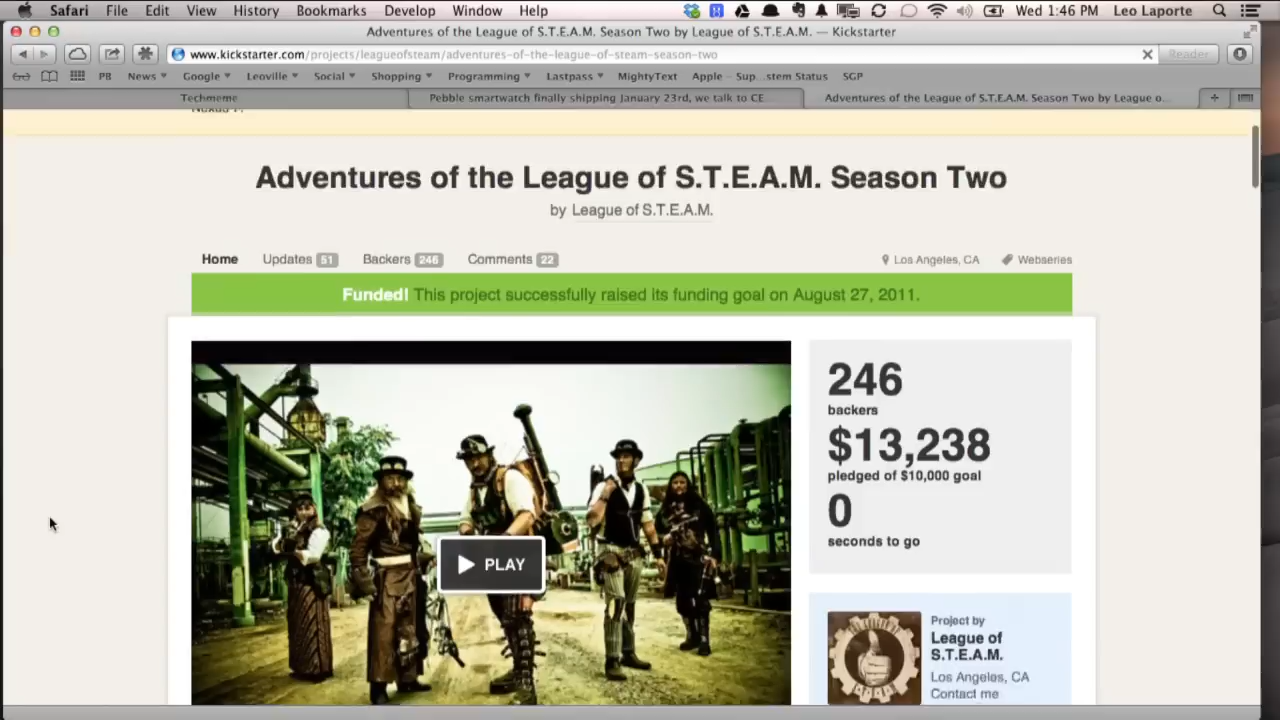 Safari File Edit View History Bookmarks Develop Window Help Wed 1:46 PM Leo Laporte
Adventures of the League of S.T.E.A.M. Season Two by League of S.T.E.A.M. — Kickstarter
www.kickstarter.com/projects/leagueofsteam/adventures-of-the-league-of-steam-season-two Reader
PB News Google Leoville Social Shopping Programming Lastpass MightyText Apple – Sup...stem Status SGP
Techmeme Pebble smartwatch finally shipping January 23rd, we talk to CE Adventures of the League of S.T.E.A.M. Season Two by League o...
Adventures of the League of S.T.E.A.M. Season Two
by League of S.T.E.A.M.
Home Updates 51 Backers 246 Comments 22 Los Angeles, CA Webseries
Funded! This project successfully raised its funding goal on August 27, 2011.
246
backers
$13,238
pledged of $10,000 goal
0
seconds to go
PLAY
Project by
League of
S.T.E.A.M.
Los Angeles, CA
Contact me